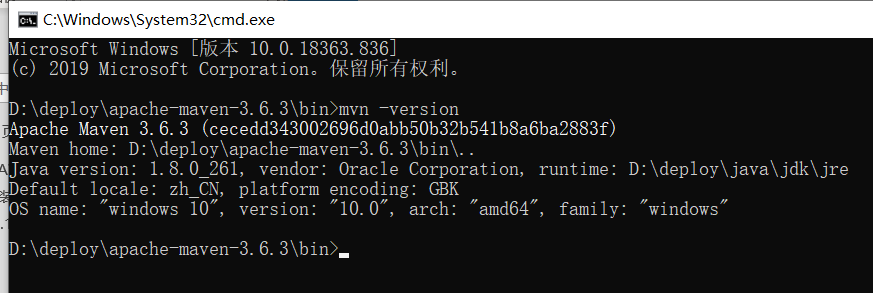 C:\Windows\System32\cmd.exe
Microsoft Windows [版本 10.0.18363.836]
(c) 2019 Microsoft Corporation。保留所有权利。
D:\deploy\apache-maven-3.6.3\bin>mvn -version
Apache Maven 3.6.3 (cecedd343002696d0abb50b32b541b8a6ba2883f)
Maven home: D:\deploy\apache-maven-3.6.3\bin\..
Java version: 1.8.0_261, vendor: Oracle Corporation, runtime: D:\deploy\java\jdk\jre
Default locale: zh_CN, platform encoding: GBK
OS name: "windows 10", version: "10.0", arch: "amd64", family: "windows"
D:\deploy\apache-maven-3.6.3\bin>